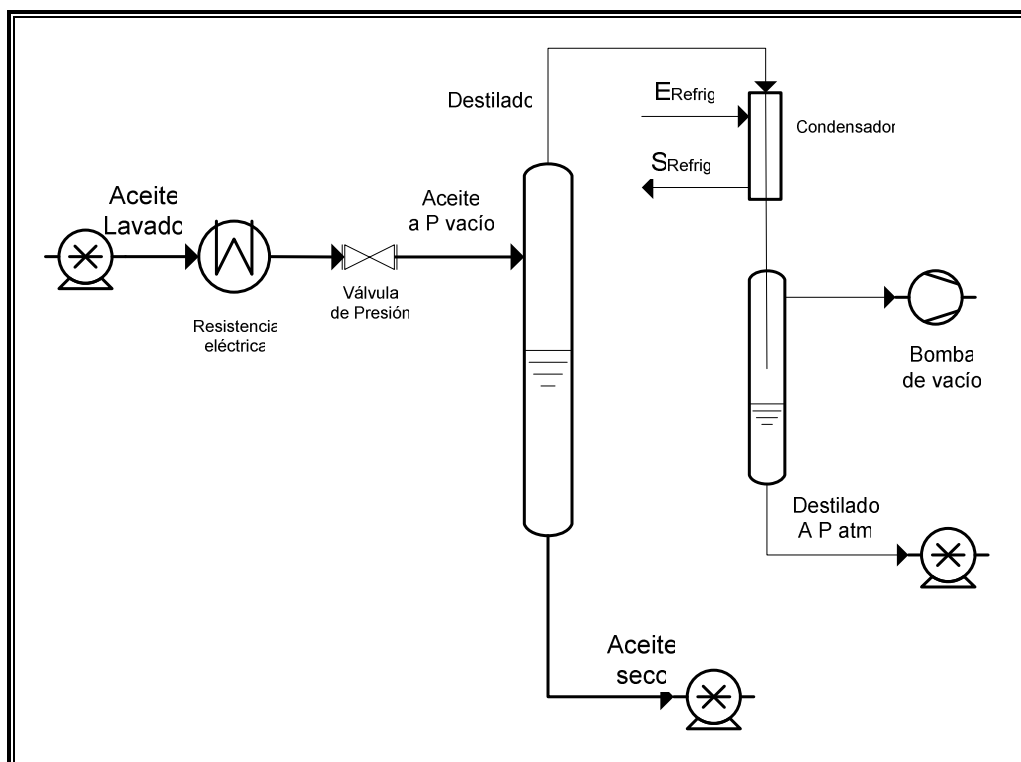 Destilado
ERefrig
Condensador
SRefrig
Aceite
Lavado
Aceite
a P vacío
Válvula
de Presión
Resistencia
eléctrica
Bomba
de vacío
Destilado
A P atm
Aceite
seco